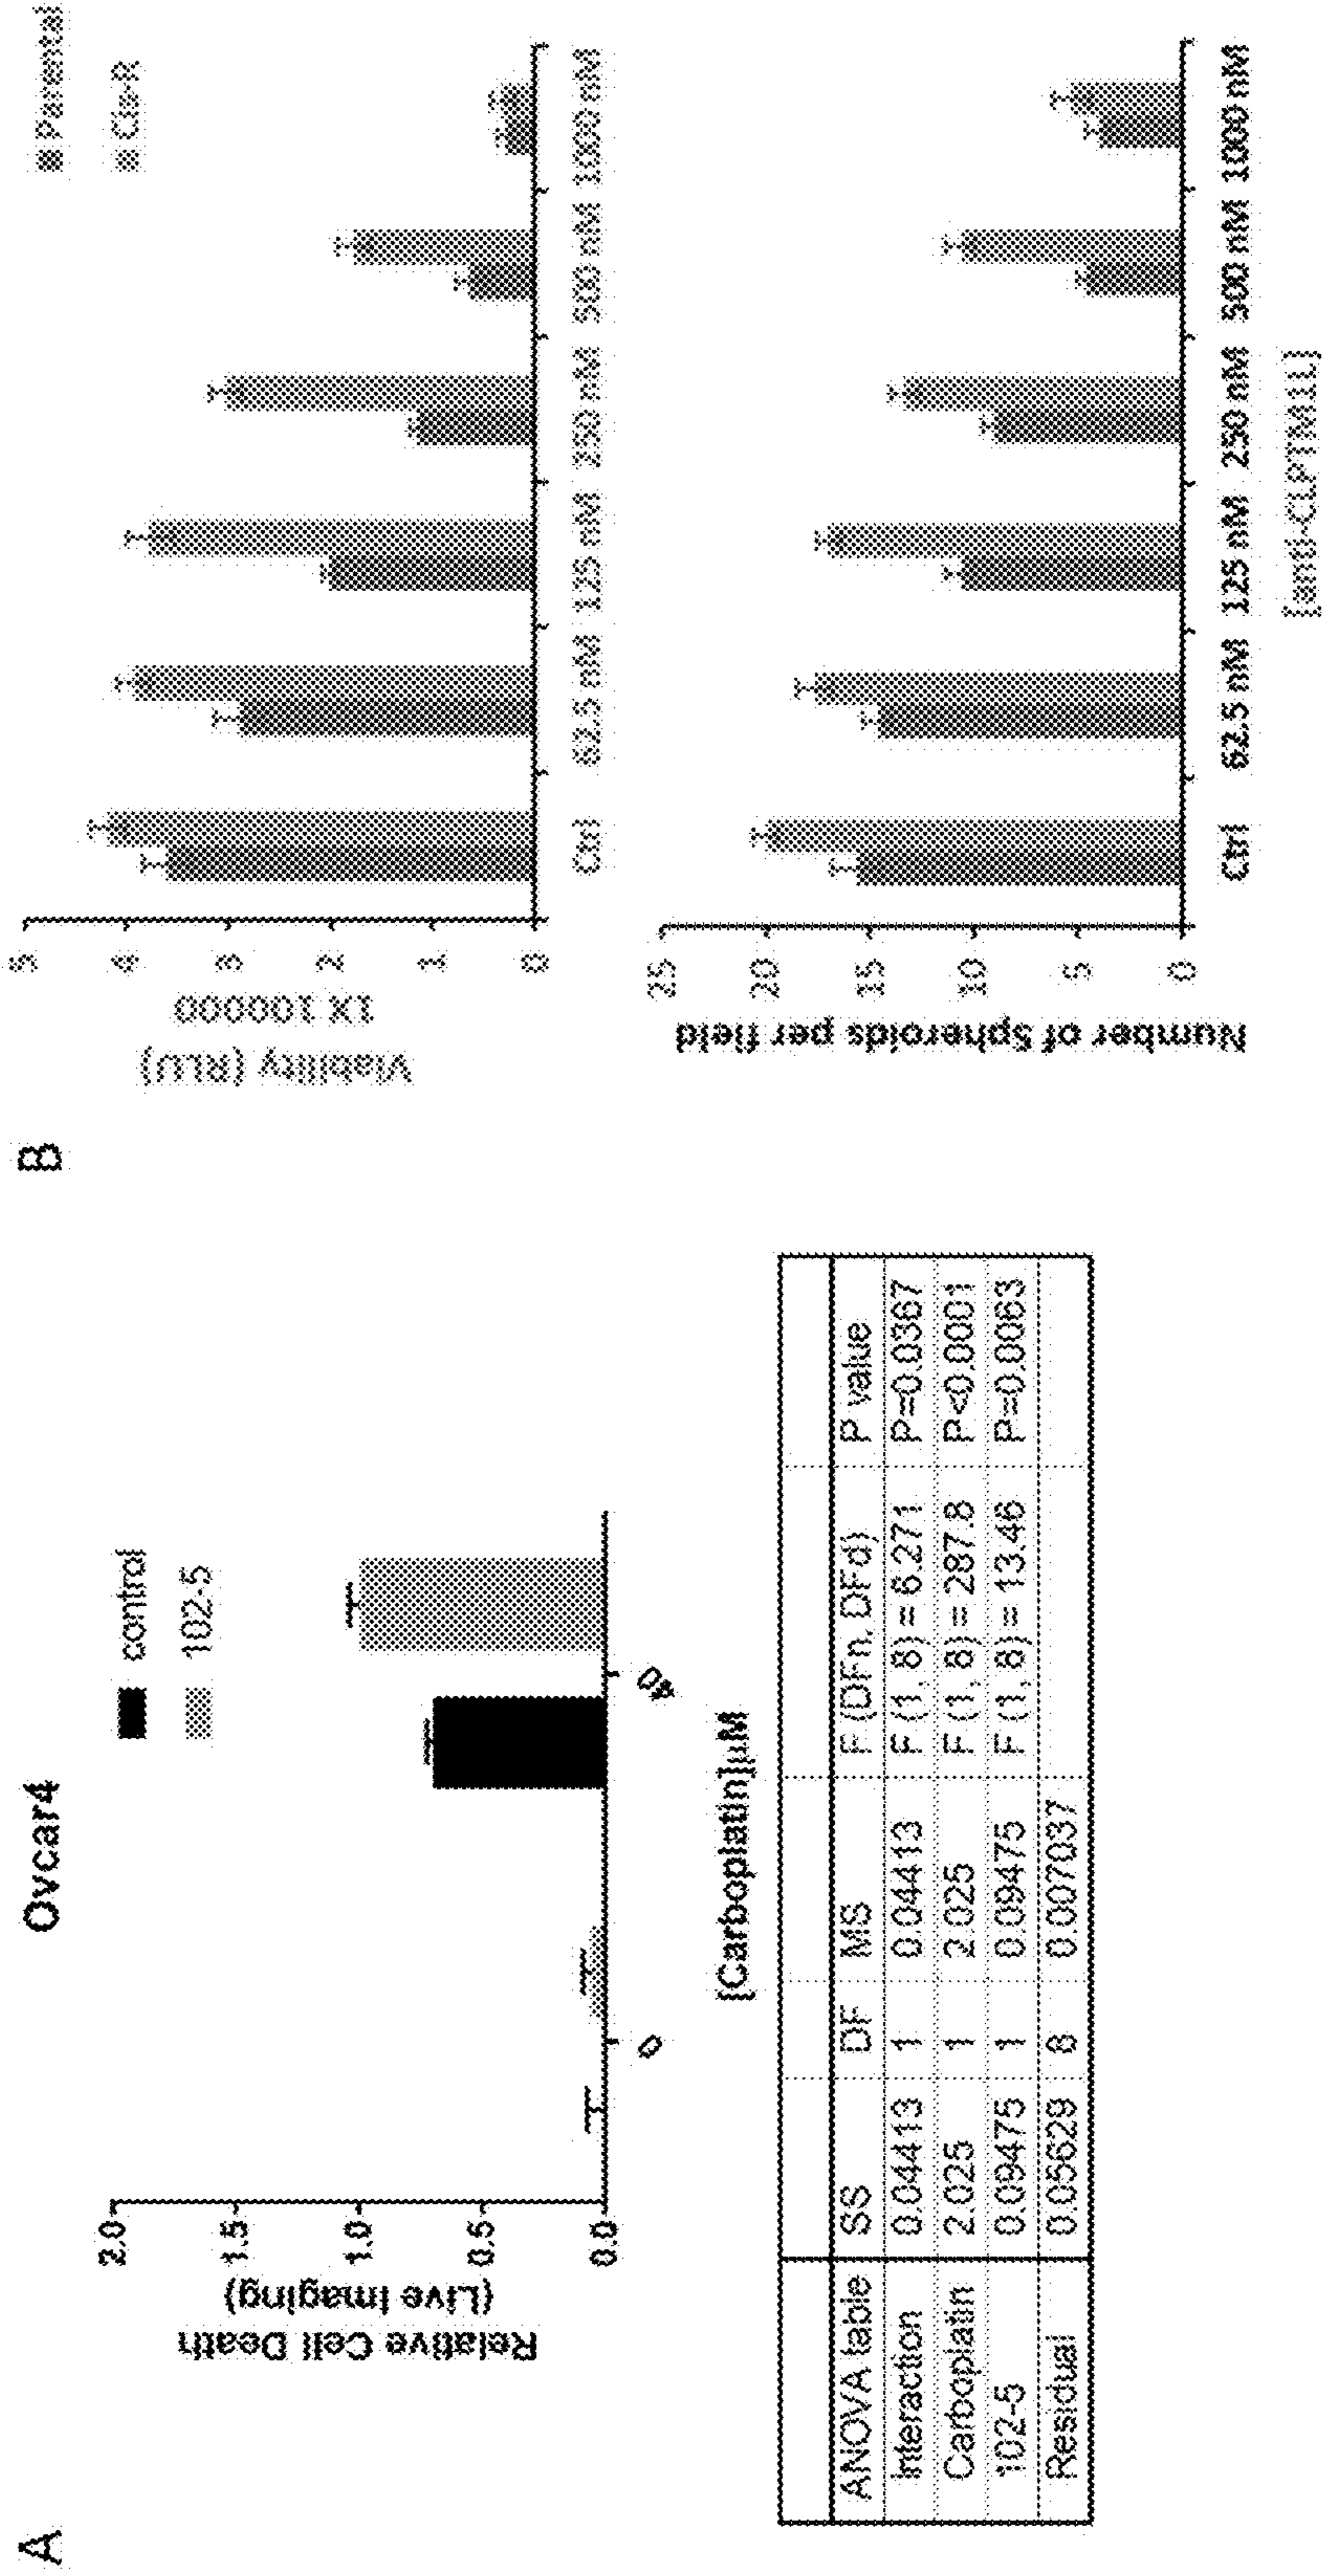 A
Ovcar4
control
102-5
Relative Cell Death
(Live Imaging)
2.0
1.5
1.0
0.5
0.0
0
40
[Carboplatin]µM
ANOVA table SS DF MS F (DFn, DFd) P value
Interaction 0.04413 1 0.04413 F (1, 8) = 6.271 P=0.0367
Carboplatin 2.025 1 2.025 F (1, 8) = 287.8 P<0.0001
102-5 0.09475 1 0.09475 F (1, 8) = 13.46 P=0.0063
Residual 0.05629 8 0.007037
B
Parental
Cis-R
Viability (RLU)
1X 100000
5
4
3
2
1
0
Ctrl 62.5 nM 125 nM 250 nM 500 nM 1000 nM
Number of Spheroids per field
25
20
15
10
5
0
Ctrl 62.5 nM 125 nM 250 nM 500 nM 1000 nM
[anti-CLPTM1L]